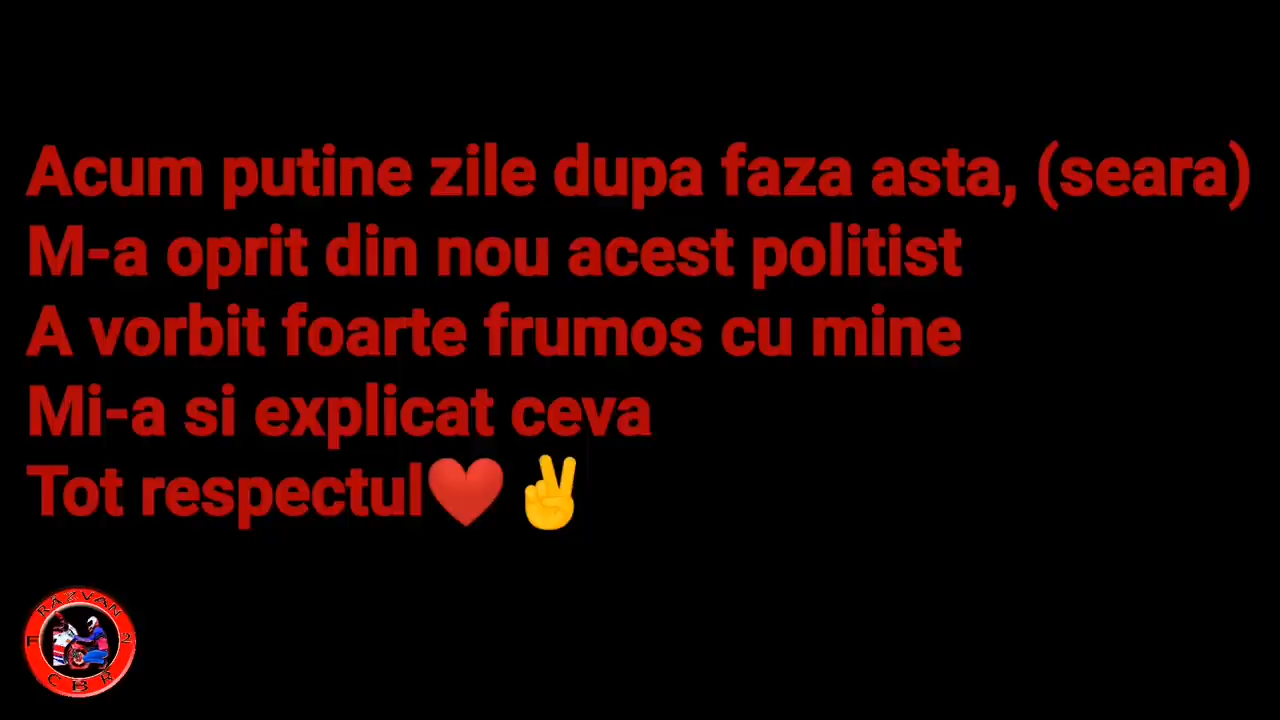 Acum putine zile dupa faza asta, (seara)
M-a oprit din nou acest politist
A vorbit foarte frumos cu mine
Mi-a si explicat ceva
Tot respectul❤️ ✌️
RAZVAN
F 2
CBR